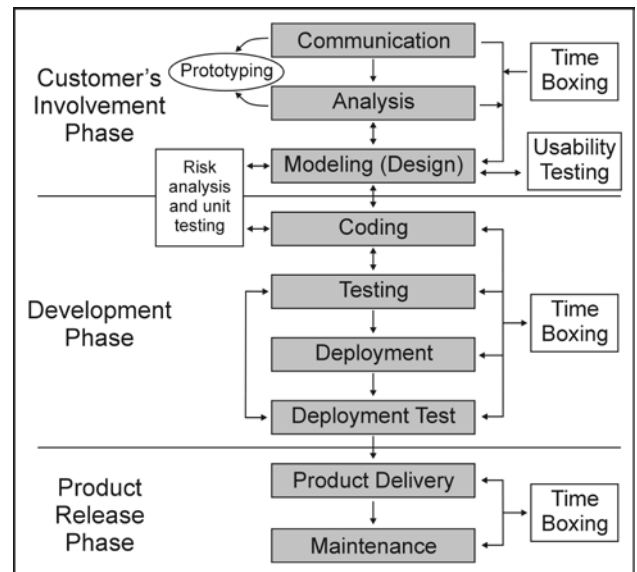 Communication
Prototyping
Time
Boxing
Customer's
Involvement
Phase
Analysis
Usability
Testing
Modeling (Design)
Risk
analysis
and unit
testing
Coding
Testing
Development
Phase
Time
Boxing
Deployment
Deployment Test
Product Delivery
Product
Release
Phase
Time
Boxing
Maintenance